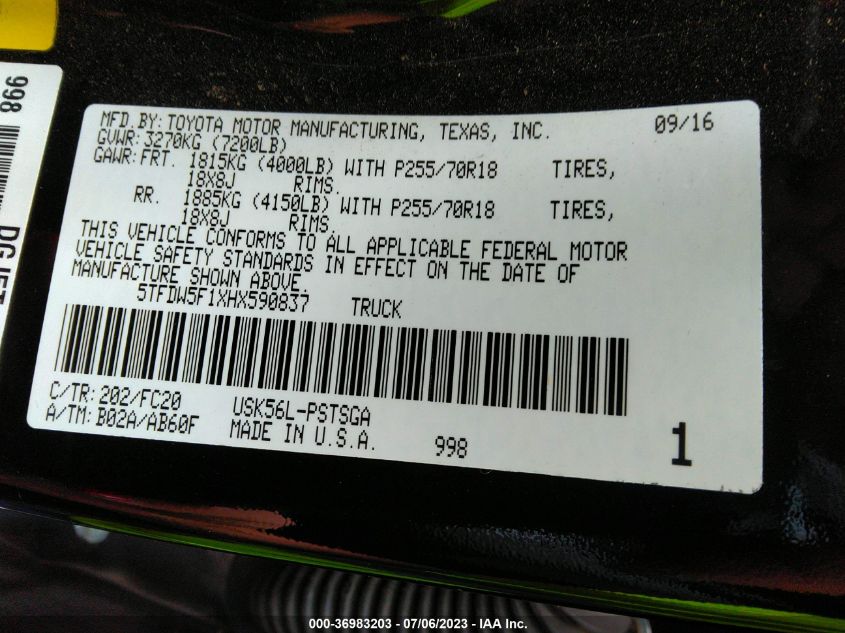 998
DGJ57
MFD.BY:TOYOTA MOTOR MANUFACTURING, TEXAS, INC. 09/16
GVWR:3270KG (7200LB)
GAWR:FRT. 1815KG (4000LB) WITH P255/70R18 TIRES,
18X8J RIMS.
RR. 1885KG (4150LB) WITH P255/70R18 TIRES,
18X8J RIMS.
THIS VEHICLE CONFORMS TO ALL APPLICABLE FEDERAL MOTOR
VEHICLE SAFETY STANDARDS IN EFFECT ON THE DATE OF
MANUFACTURE SHOWN ABOVE.
5TFDW5F1XHX590837 TRUCK
C/TR:202/FC20 USK56L-PSTSGA
A/TM:B02A/AB60F MADE IN U.S.A. 998 1
000-36983203 - 07/06/2023 - IAA Inc.